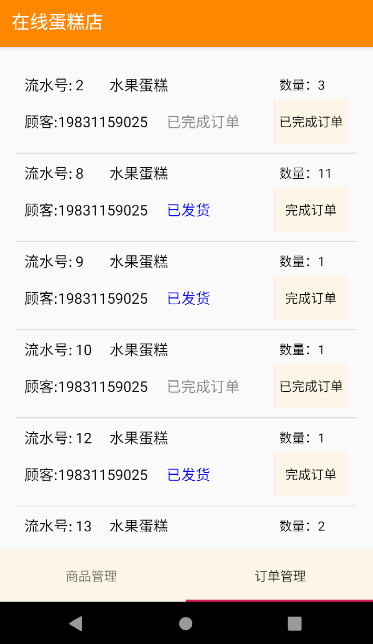 在线蛋糕店
流水号: 2 水果蛋糕 数量：3
顾客:19831159025 已完成订单 已完成订单
流水号: 8 水果蛋糕 数量：11
顾客:19831159025 已发货 完成订单
流水号: 9 水果蛋糕 数量：1
顾客:19831159025 已发货 完成订单
流水号: 10 水果蛋糕 数量：1
顾客:19831159025 已完成订单 已完成订单
流水号: 12 水果蛋糕 数量：1
顾客:19831159025 已发货 完成订单
流水号: 13 水果蛋糕 数量：2
商品管理 订单管理